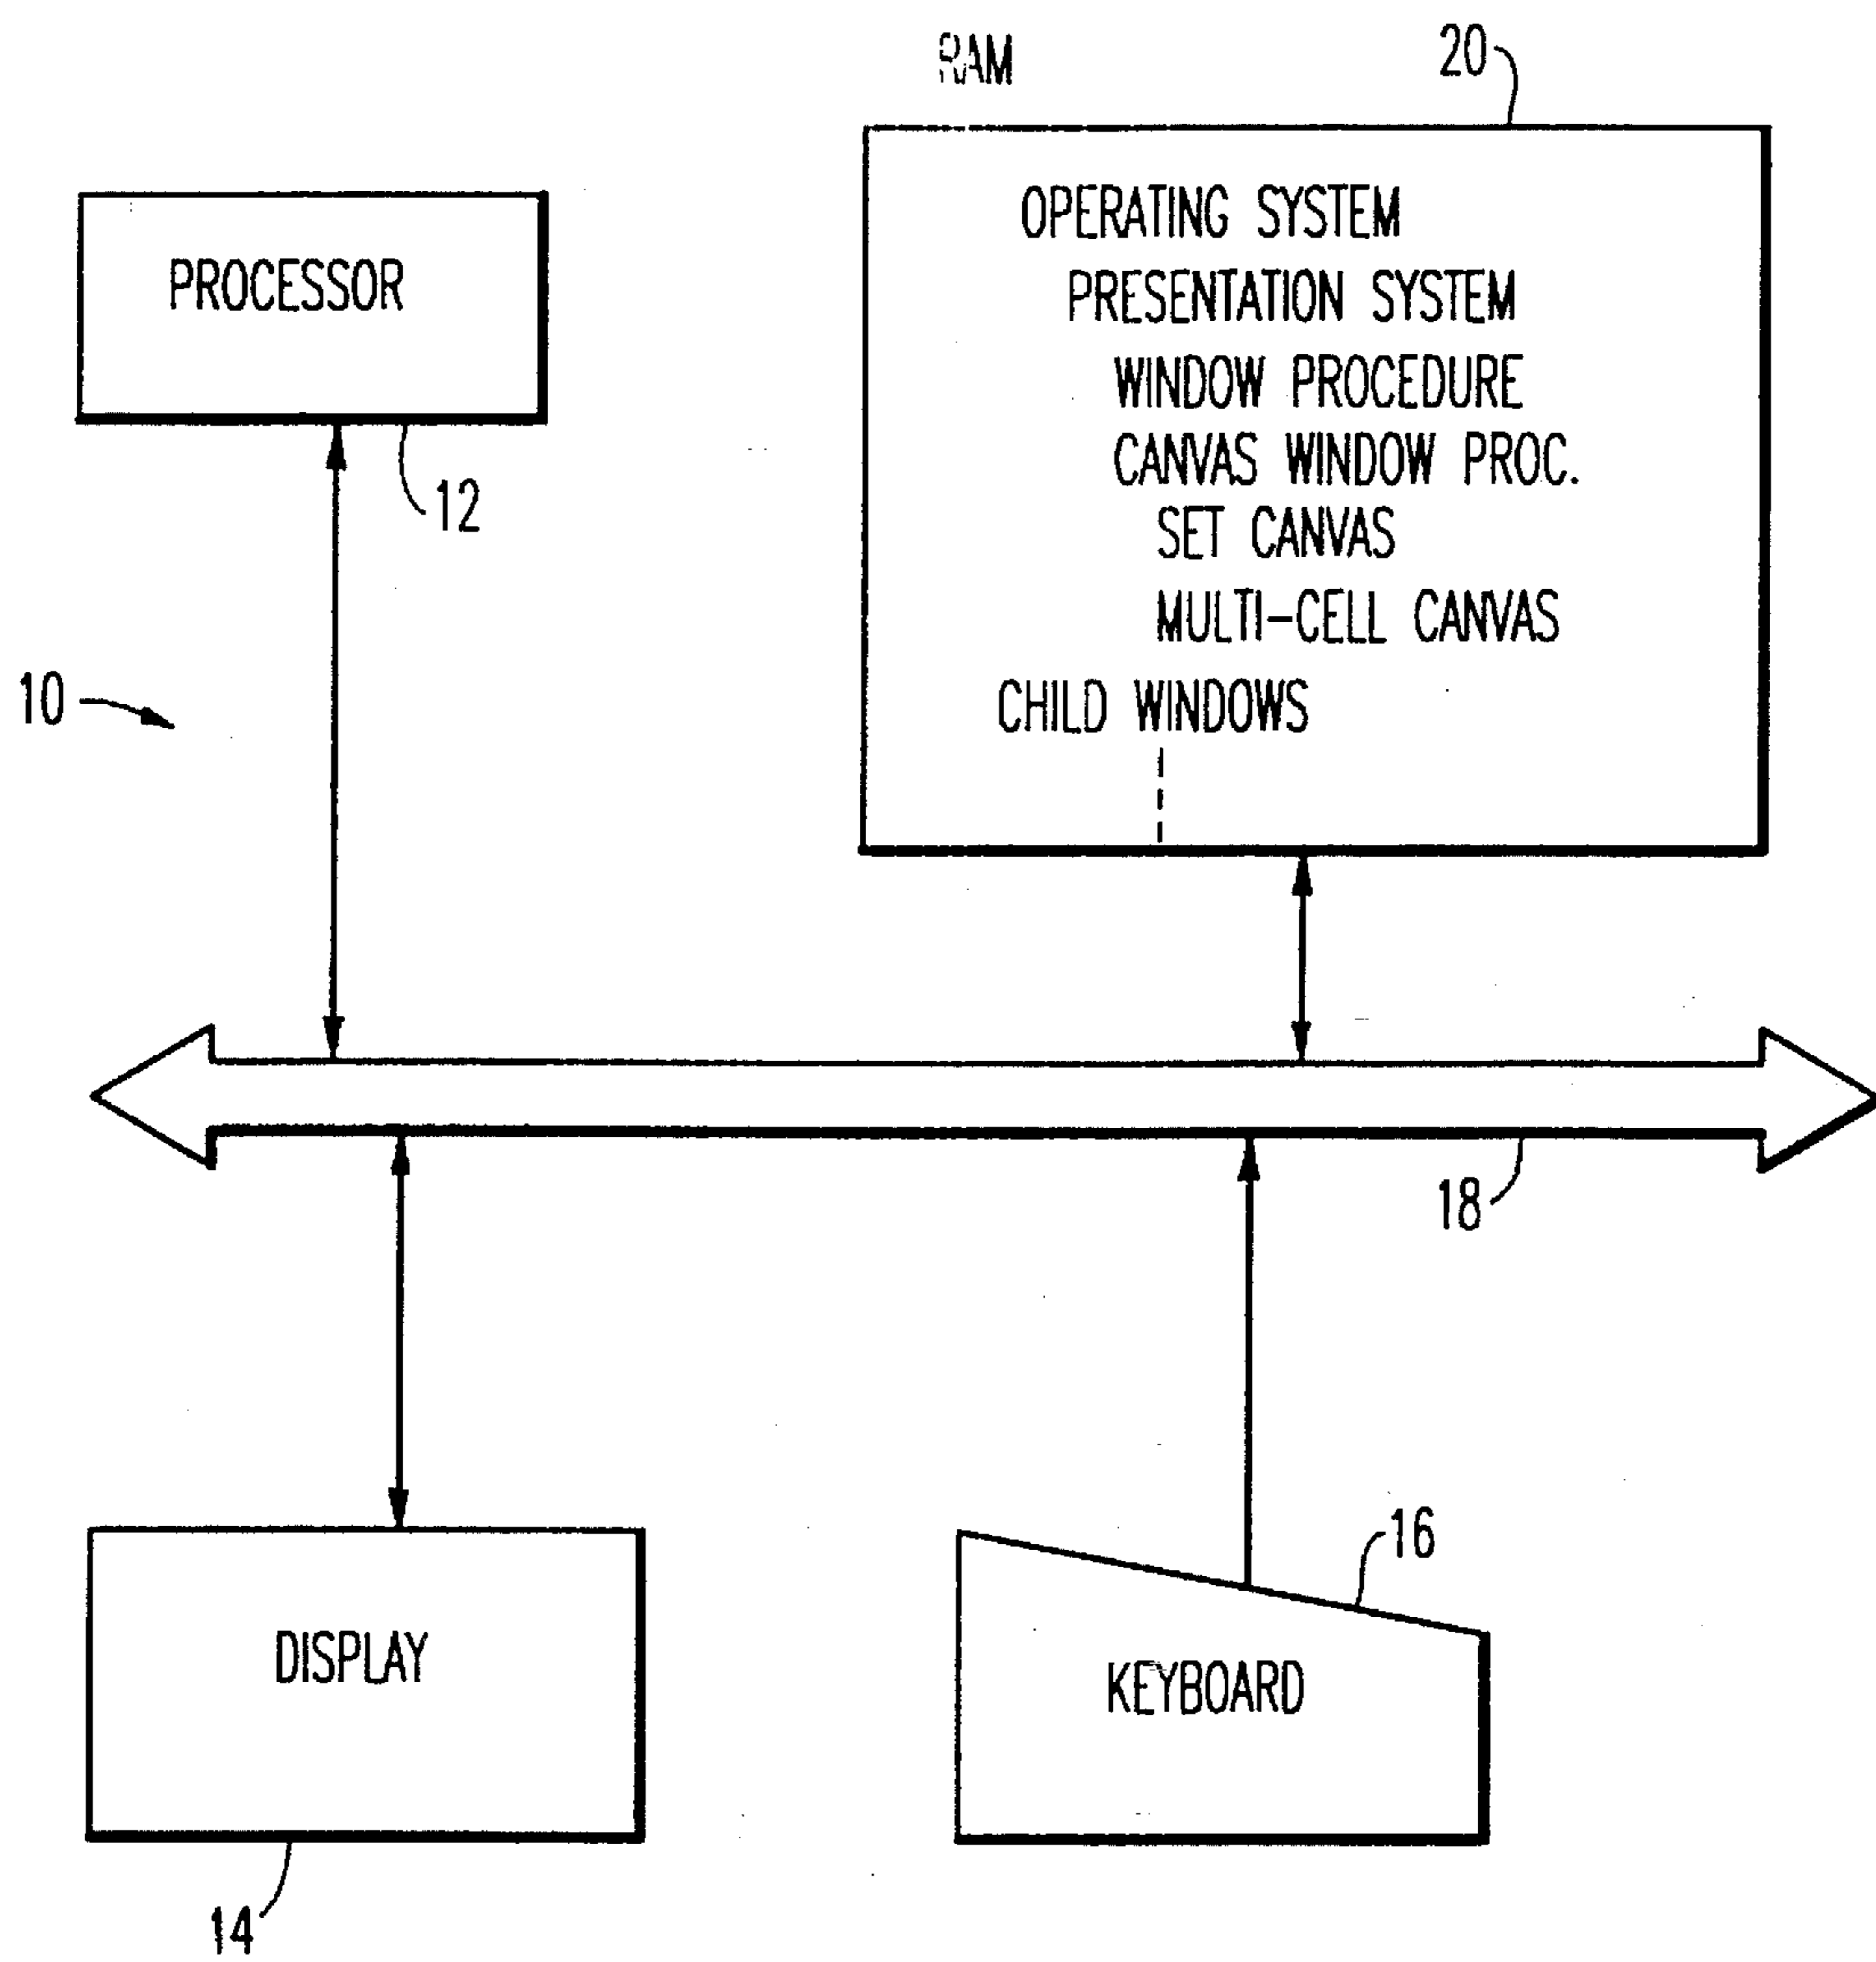 RAM
20
OPERATING SYSTEM
PRESENTATION SYSTEM
WINDOW PROCEDURE
CANVAS WINDOW PROC.
SET CANVAS
MULTI-CELL CANVAS
CHILD WINDOWS
PROCESSOR
12
10
18
DISPLAY
14
16
KEYBOARD